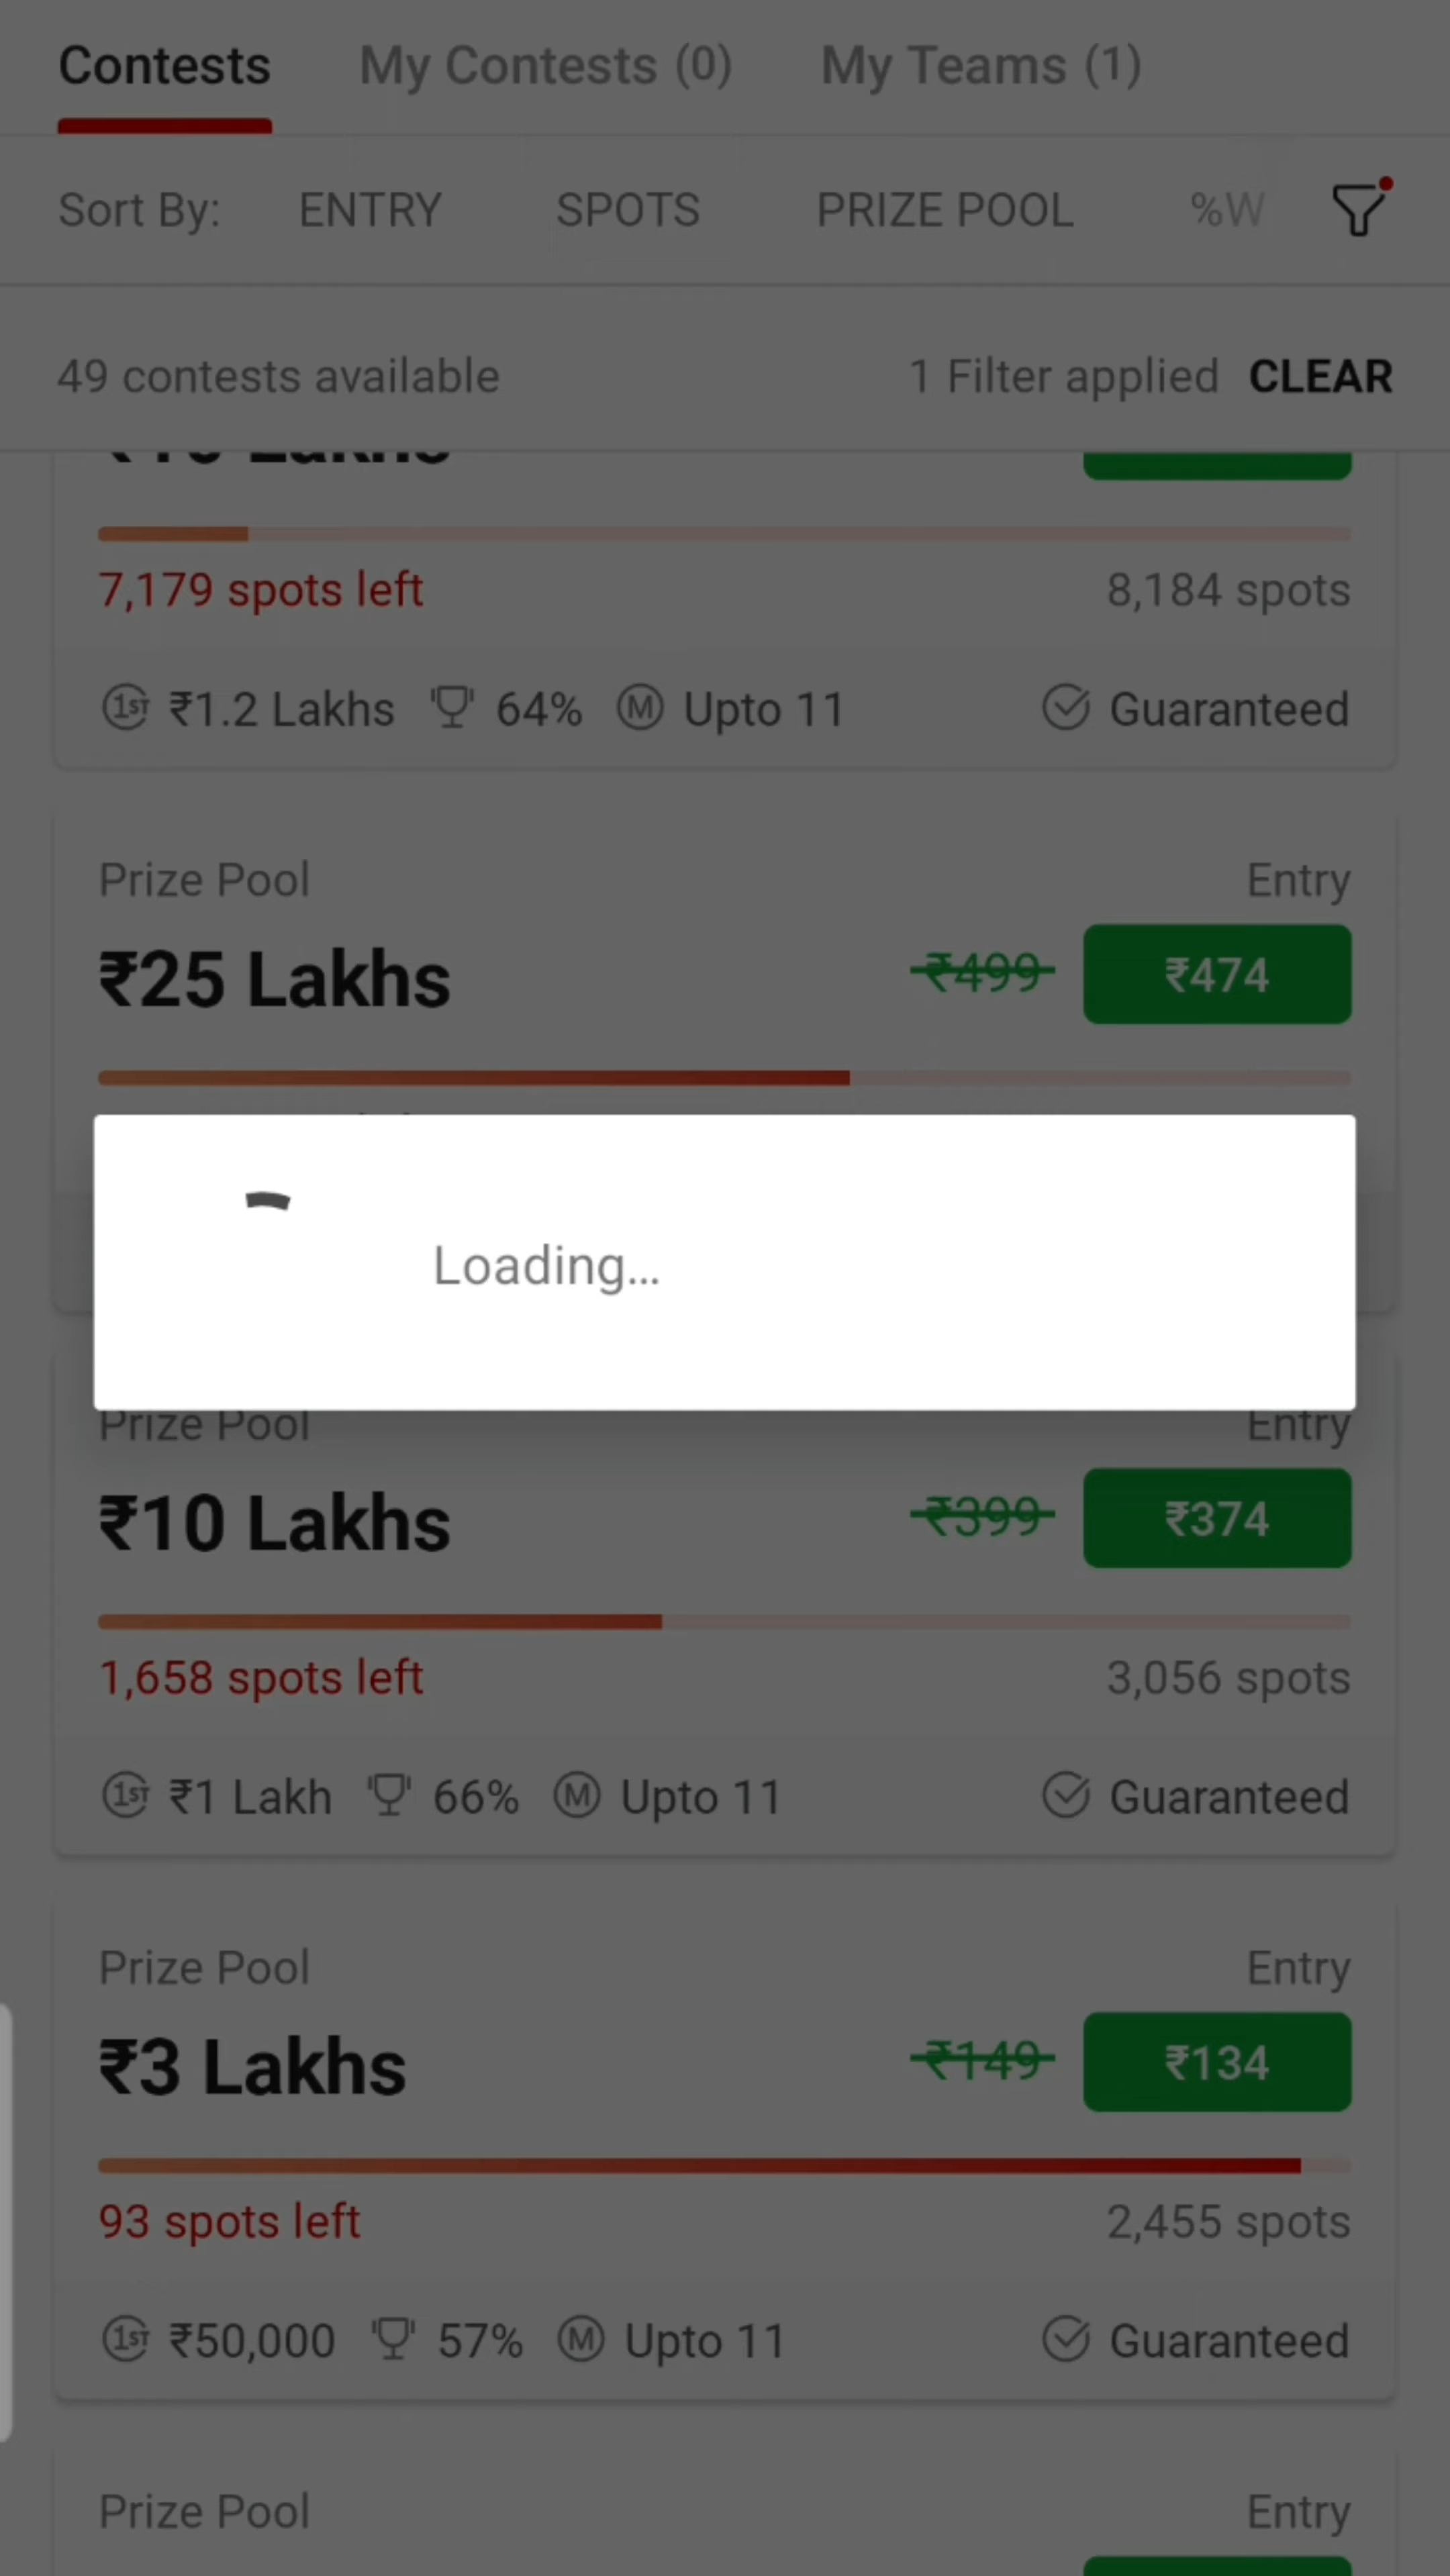 Contests My Contests (0) My Teams (1)
Sort By: ENTRY SPOTS PRIZE POOL %W
49 contests available 1 Filter applied CLEAR
Lakhs
7,179 spots left 8,184 spots
1ST ₹1.2 Lakhs 64% M Upto 11 Guaranteed
Prize Pool Entry
₹25 Lakhs ₹499 ₹474
Loading...
Prize Pool Entry
₹10 Lakhs ₹399 ₹374
1,658 spots left 3,056 spots
1ST ₹1 Lakh 66% M Upto 11 Guaranteed
Prize Pool Entry
₹3 Lakhs ₹149 ₹134
93 spots left 2,455 spots
1ST ₹50,000 57% M Upto 11 Guaranteed
Prize Pool Entry